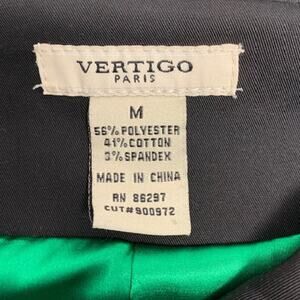 VERTIGO
PARIS
M
56% POLYESTER
41% COTTON
3% SPANDEX
MADE IN CHINA
RN 86297
CUT#900972